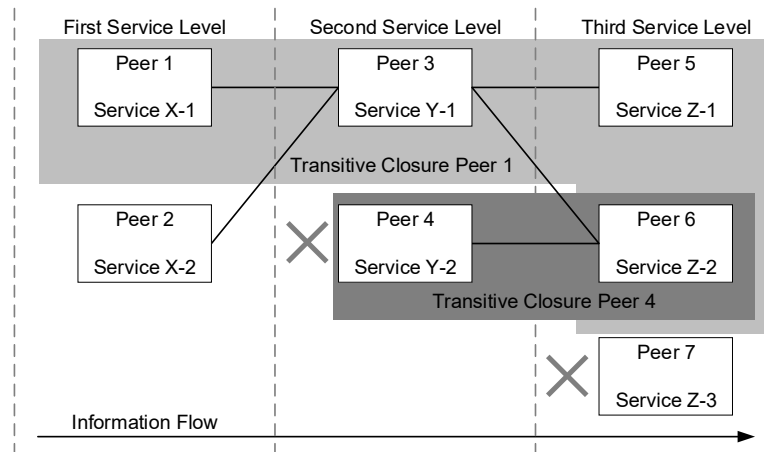 First Service Level
Second Service Level
Third Service Level
Peer 1
Service X-1
Peer 3
Service Y-1
Peer 5
Service Z-1
Transitive Closure Peer 1
Peer 2
Service X-2
Peer 4
Service Y-2
Peer 6
Service Z-2
Transitive Closure Peer 4
Peer 7
Service Z-3
Information Flow